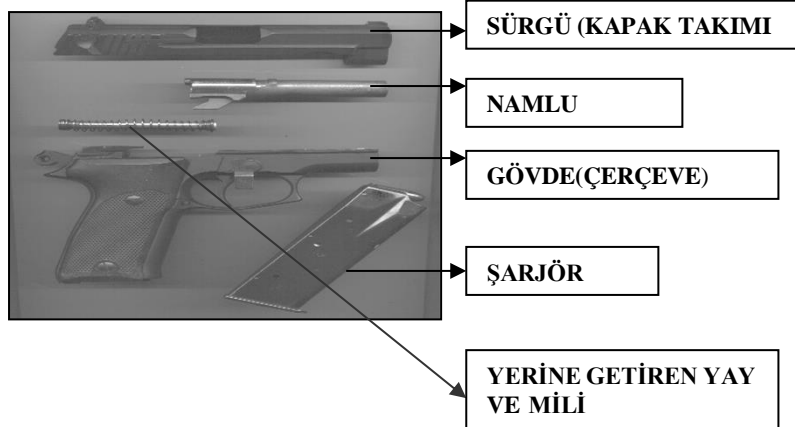 SÜRGÜ (KAPAK TAKIMI
NAMLU
GÖVDE(ÇERÇEVE)
ŞARJÖR
YERİNE GETİREN YAY
VE MİLİ